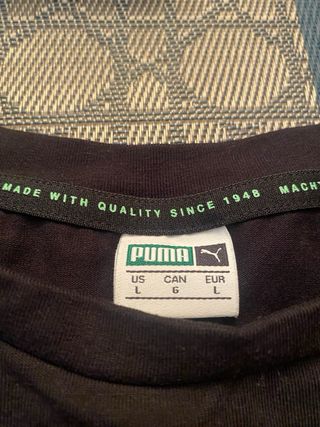 MADE WITH QUALITY SINCE 1948 MACH
PUMA
US CAN EUR
L G L